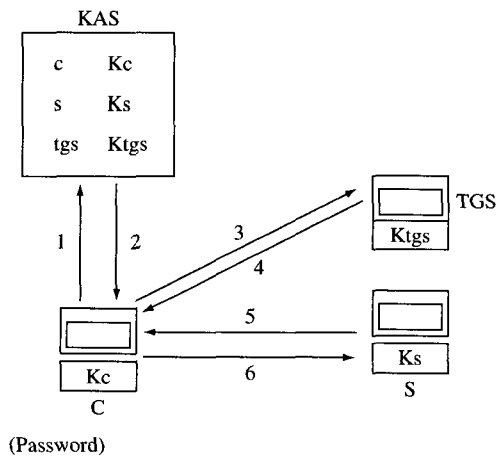 KAS
c Kc
s Ks
tgs Ktgs
1
2
3
4
TGS
Ktgs
5
6
Kc
C
Ks
S
(Password)